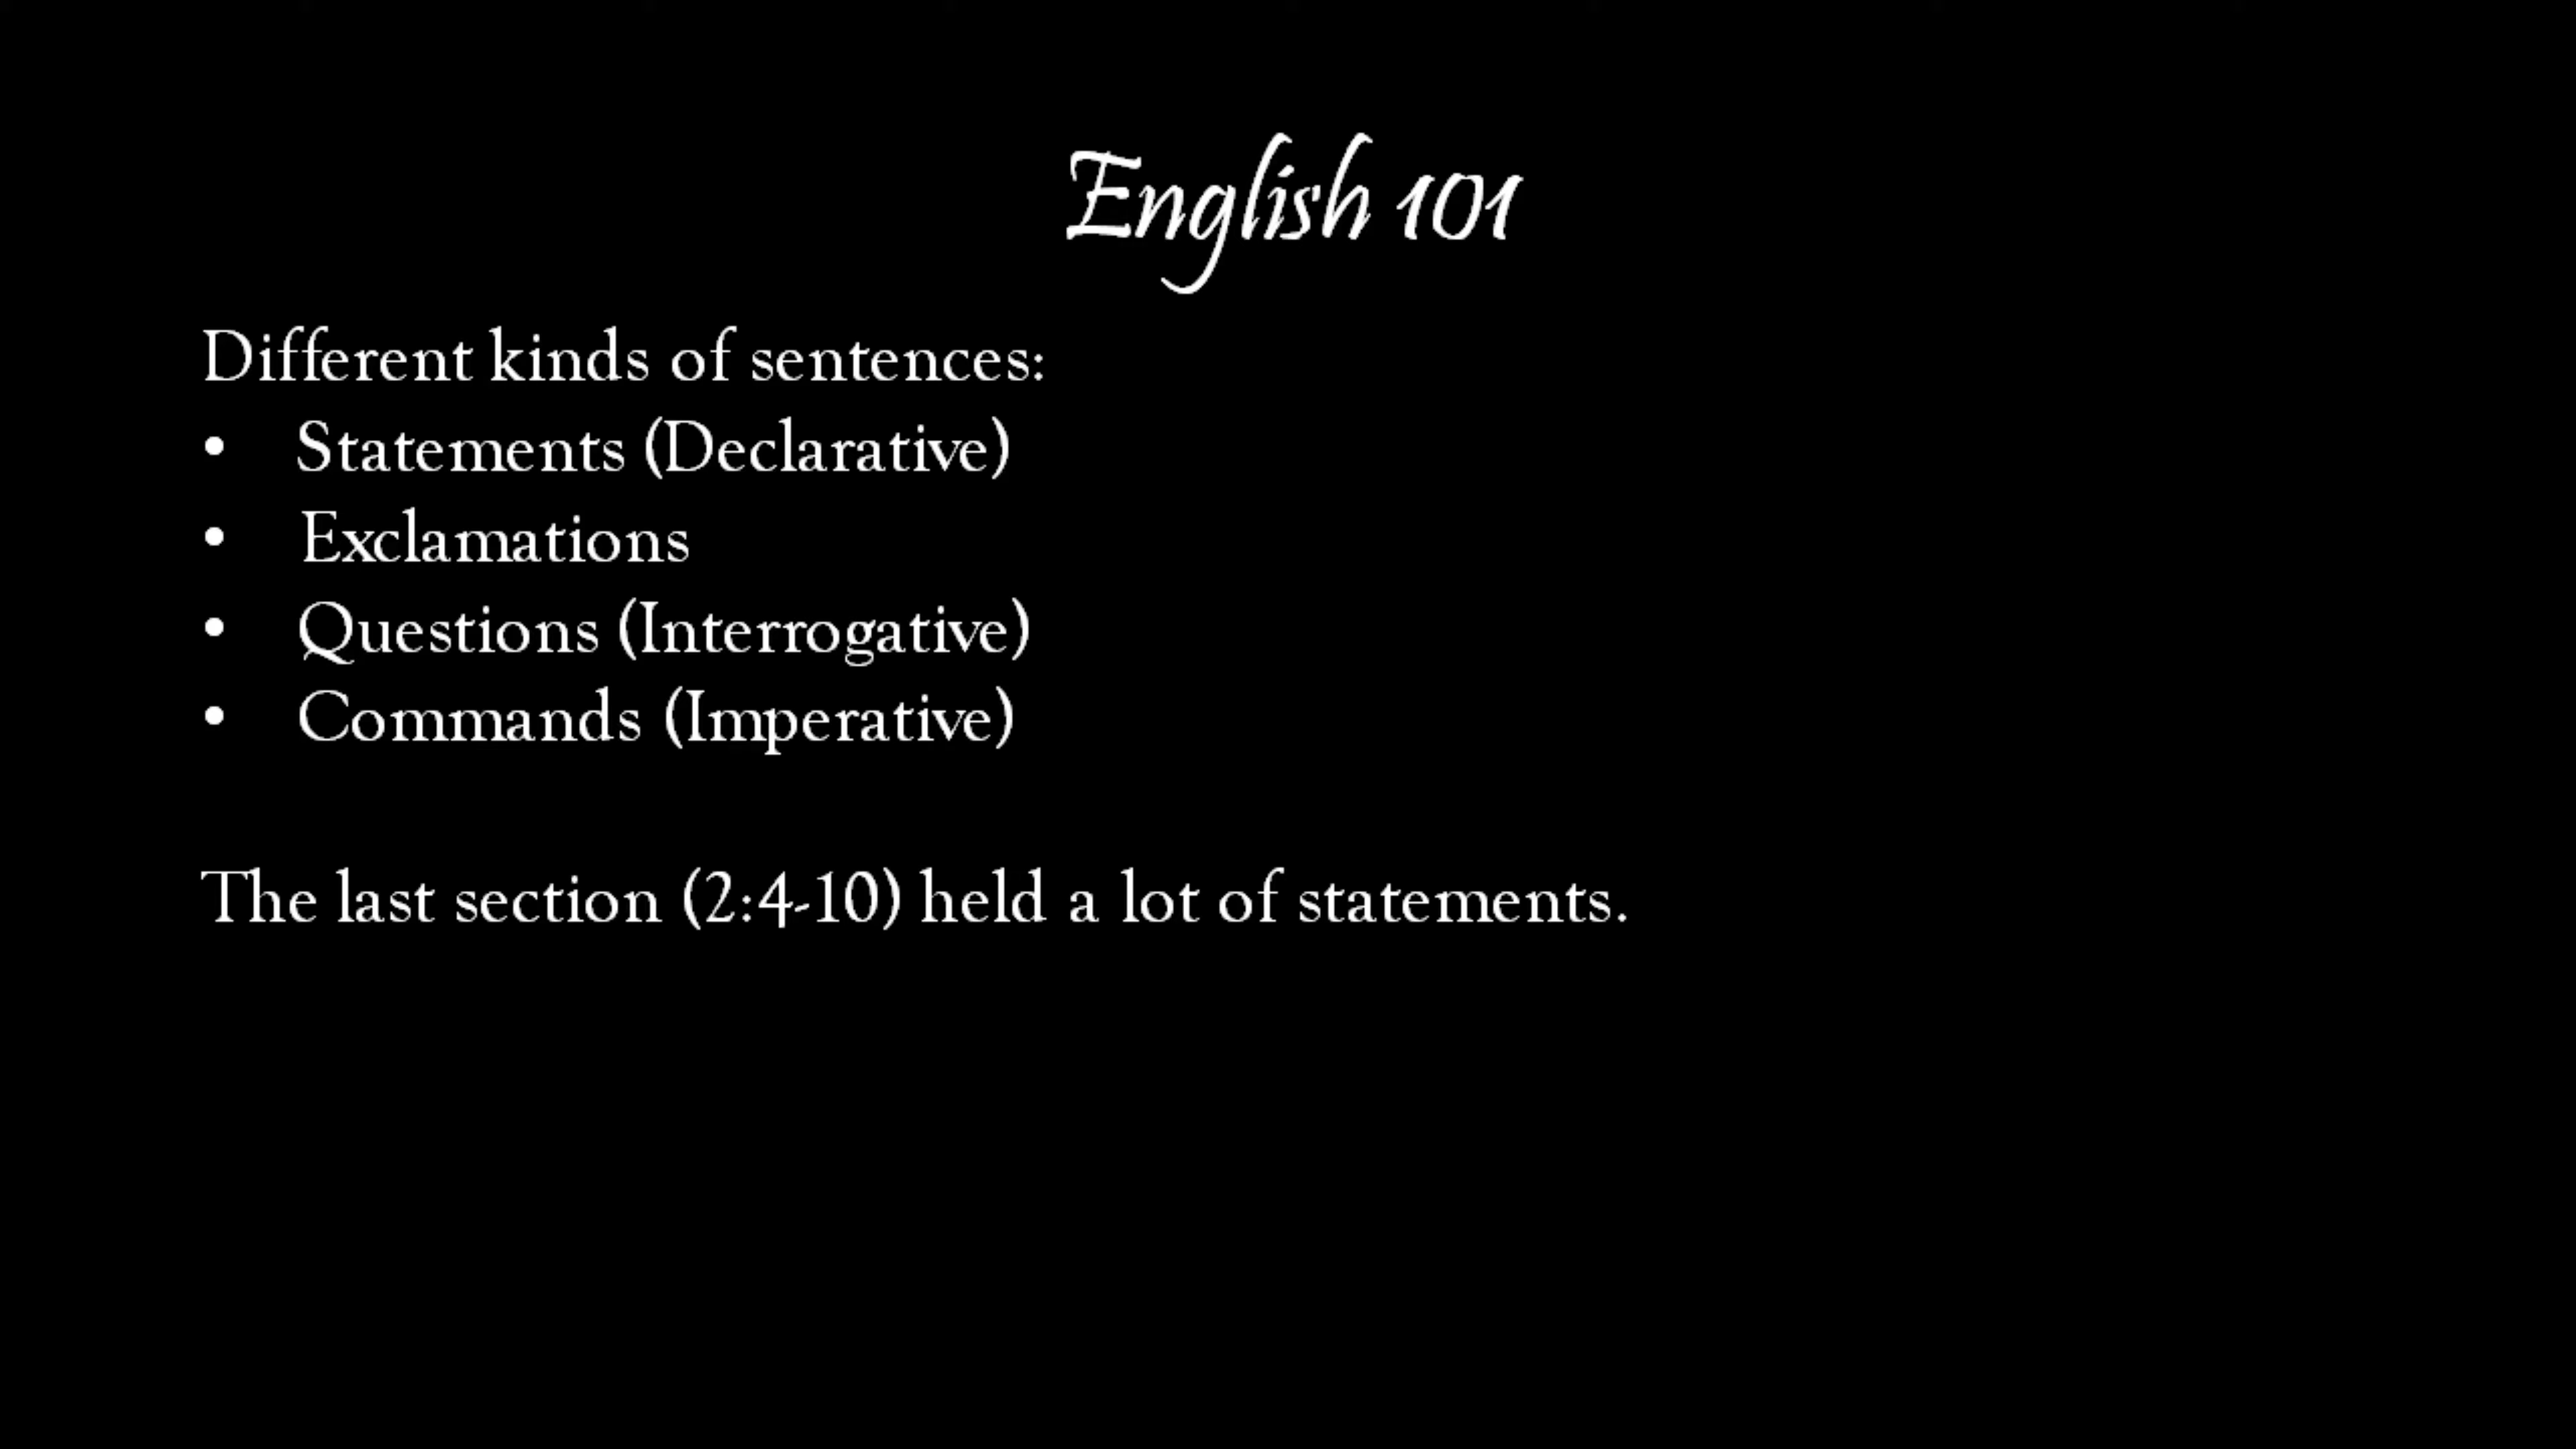 English 101
Different kinds of sentences:
• Statements (Declarative)
• Exclamations
• Questions (Interrogative)
• Commands (Imperative)
The last section (2:4-10) held a lot of statements.